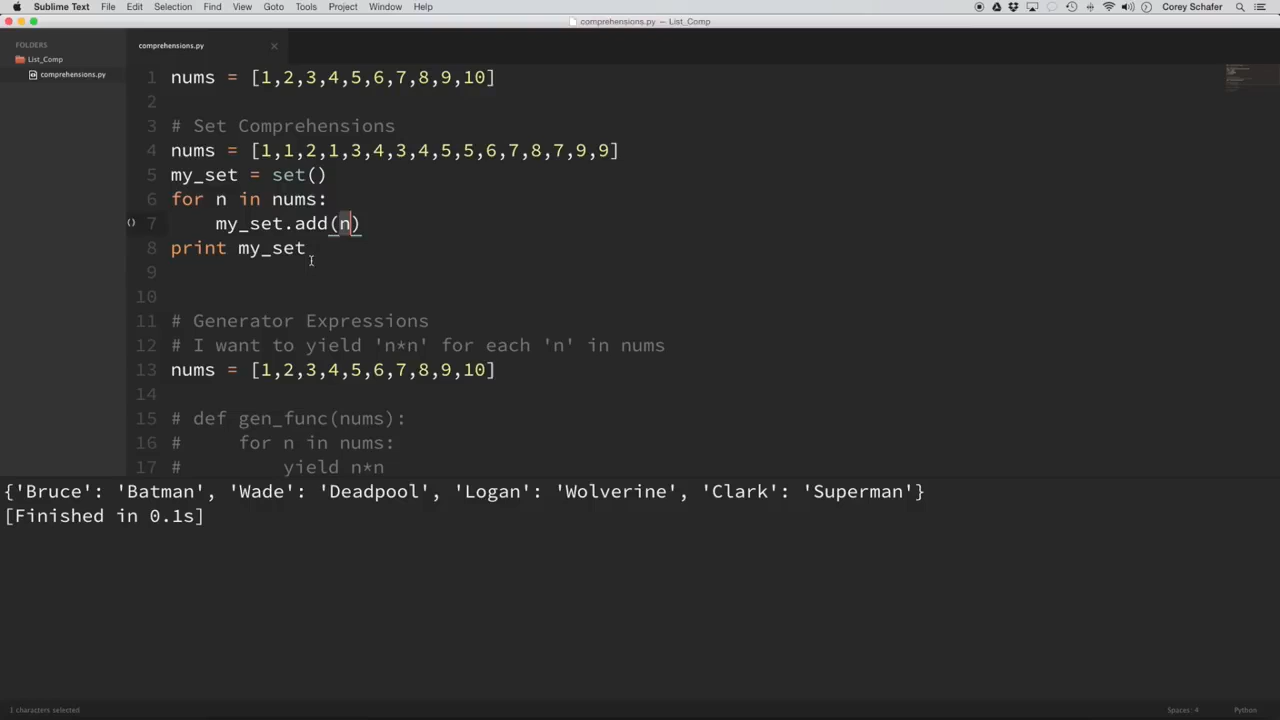 Sublime Text File Edit Selection Find View Goto Tools Project Window Help Corey Schafer
comprehensions.py — List_Comp
FOLDERS
List_Comp
comprehensions.py
comprehensions.py
1 nums = [1,2,3,4,5,6,7,8,9,10]
2
3 # Set Comprehensions
4 nums = [1,1,2,1,3,4,3,4,5,5,6,7,8,7,9,9]
5 my_set = set()
6 for n in nums:
7 my_set.add(n)
8 print my_set
9
10
11 # Generator Expressions
12 # I want to yield 'n*n' for each 'n' in nums
13 nums = [1,2,3,4,5,6,7,8,9,10]
14
15 # def gen_func(nums):
16 # for n in nums:
17 # yield n*n
{'Bruce': 'Batman', 'Wade': 'Deadpool', 'Logan': 'Wolverine', 'Clark': 'Superman'}
[Finished in 0.1s]
1 characters selected Spaces: 4 Python